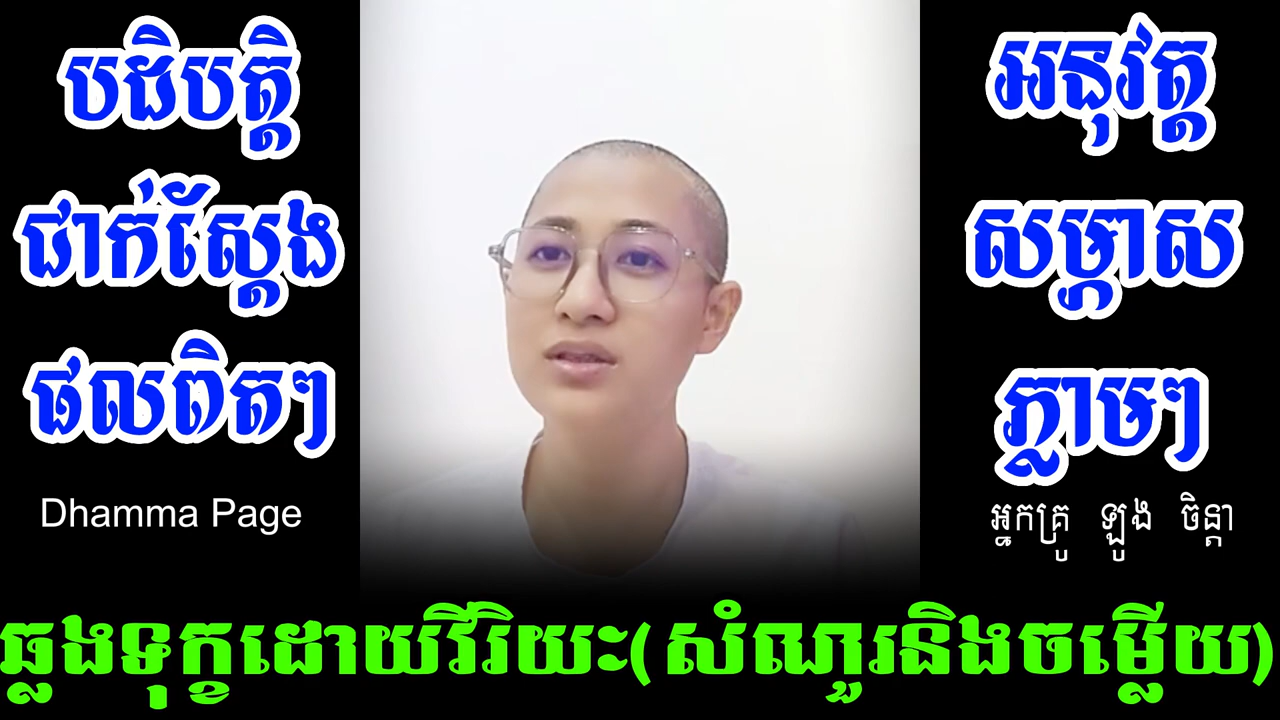 បដិបត្តិ
ជាក់ស្តែង
ផលពិតៗ
Dhamma Page
អនុវត្ត
សម្ភាស
ភ្លាមៗ
អ្នកគ្រូ ឡុង ចិន្តា
ឆ្លងទុក្ខដោយវីរិយៈ(សំណួរនិងចម្លើយ)